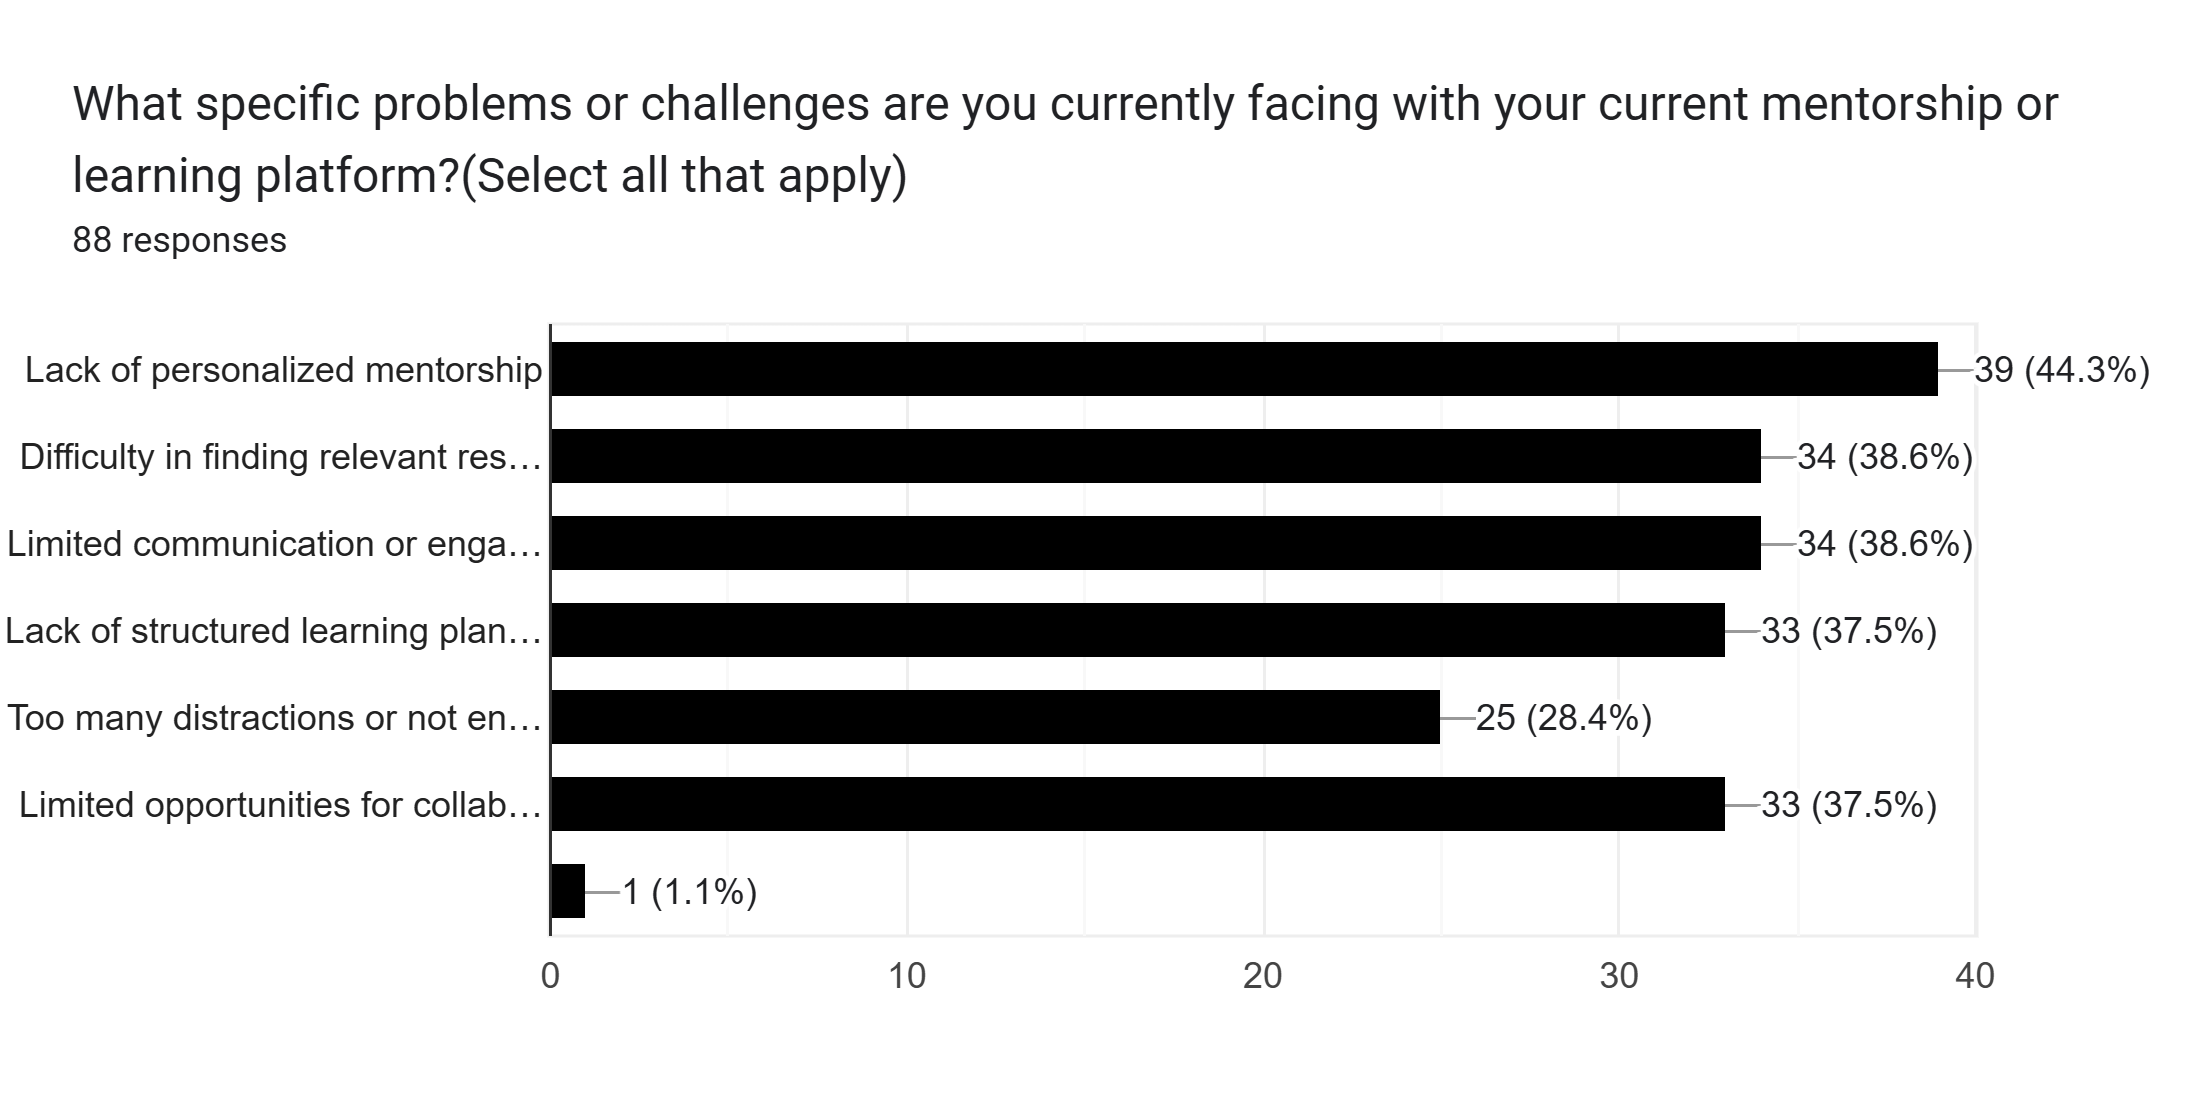 What specific problems or challenges are you currently facing with your current mentorship or
learning platform?(Select all that apply)
88 responses
Lack of personalized mentorship
39 (44.3%)
Difficulty in finding relevant res…
34 (38.6%)
Limited communication or enga…
34 (38.6%)
Lack of structured learning plan…
33 (37.5%)
Too many distractions or not en…
25 (28.4%)
Limited opportunities for collab…
33 (37.5%)
1 (1.1%)
0 10 20 30 40